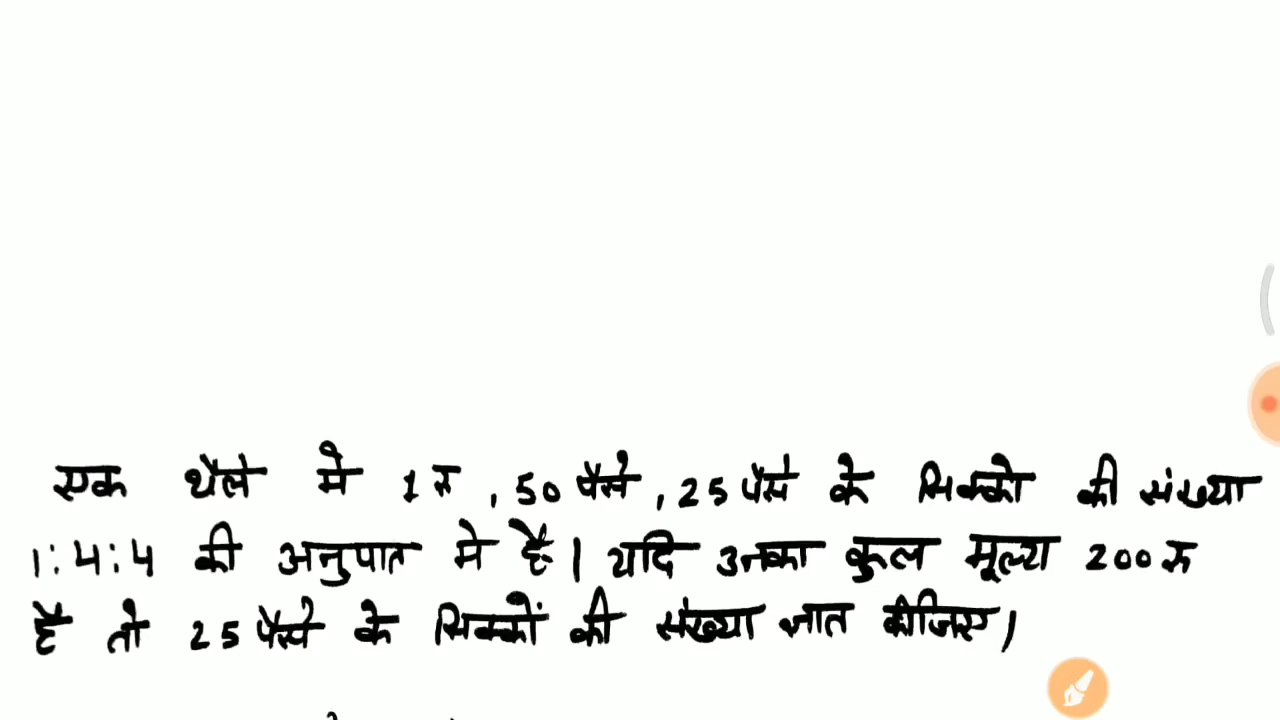 एक थैले मे 1 रु , 50 पैसे , 25 पैसे के सिक्को की संख्या
1:4:4 की अनुपात मे है। यदि उनका कुल मूल्य 200 रु
है तो 25 पैसे के सिक्कों की संख्या ज्ञात कीजिए।